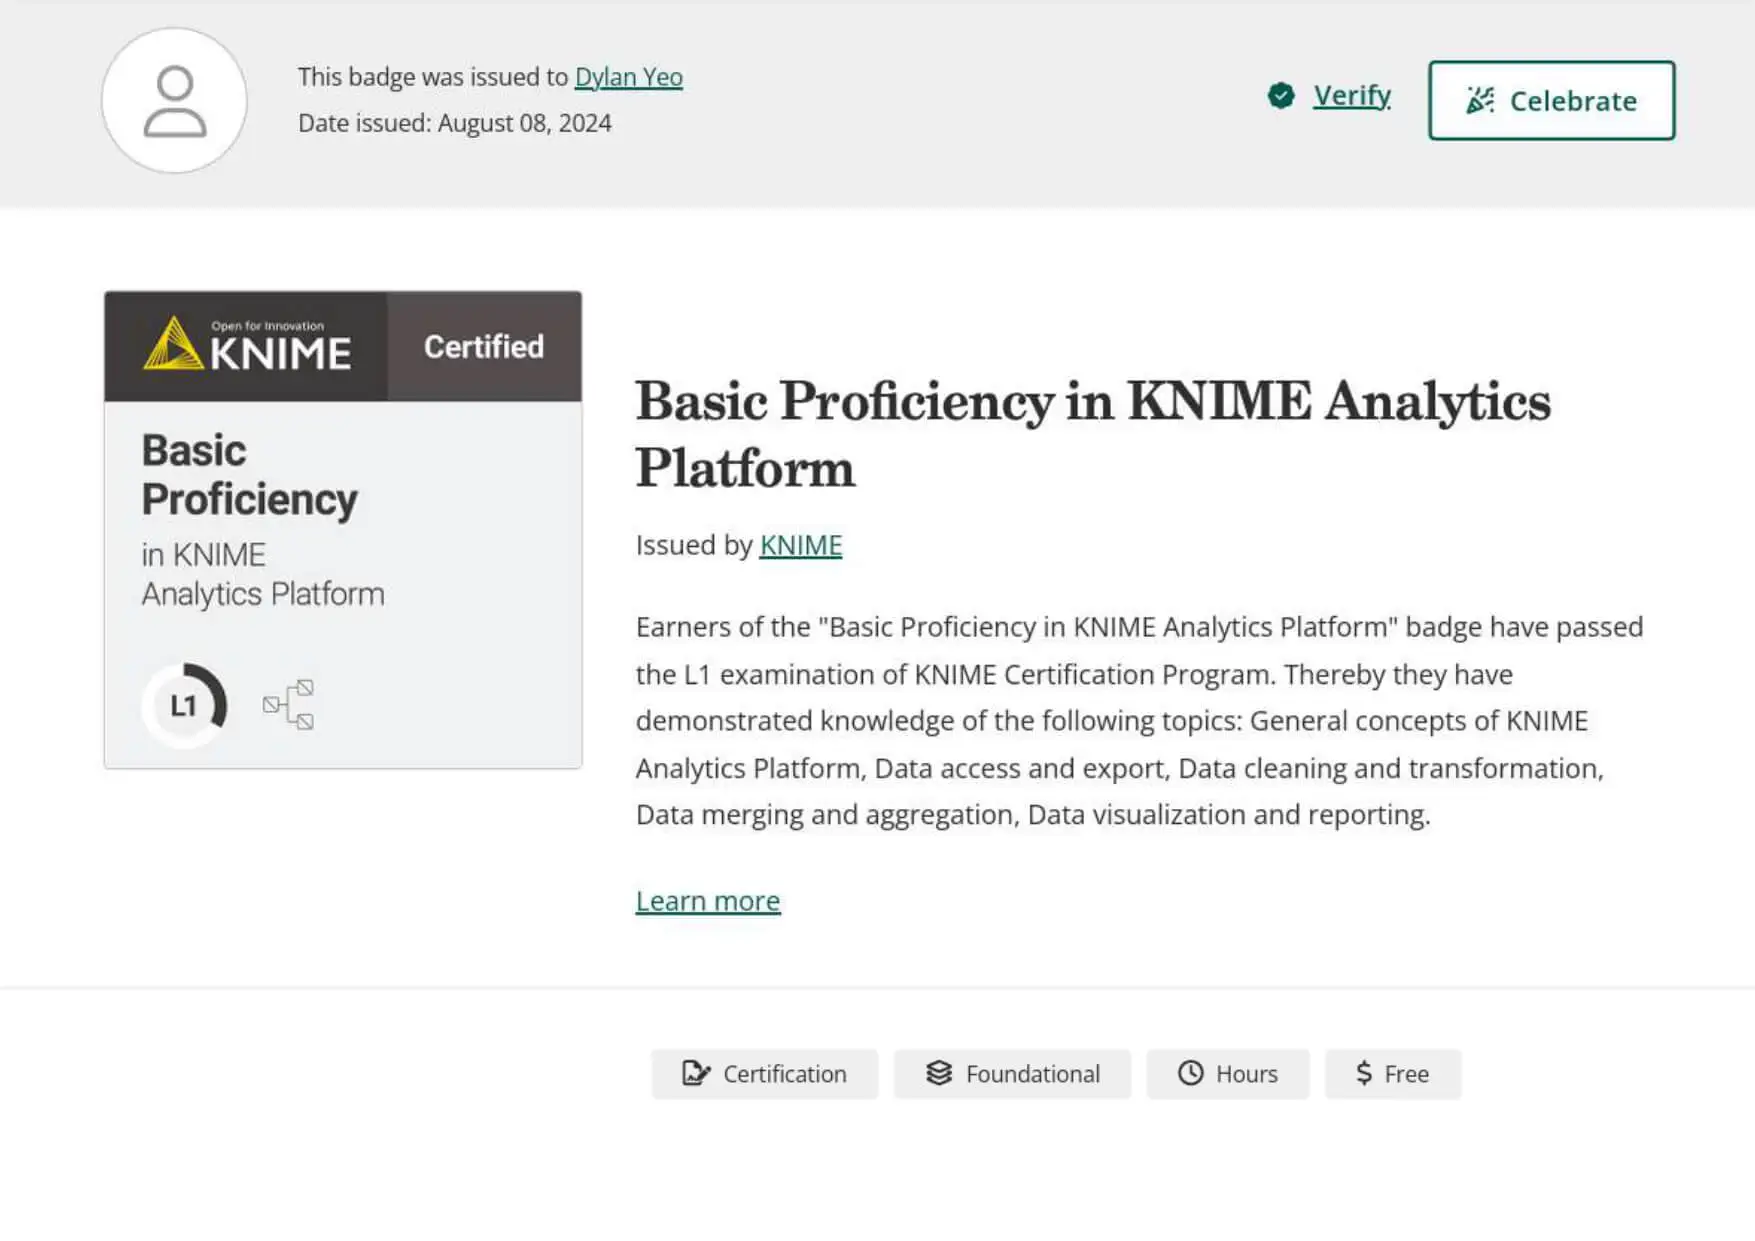 This badge was issued to Dylan Yeo
Date issued: August 08, 2024
Verify
Celebrate
Open for Innovation
KNIME
Certified
Basic
Proficiency
in KNIME
Analytics Platform
L1
Basic Proficiency in KNIME Analytics
Platform
Issued by KNIME
Earners of the "Basic Proficiency in KNIME Analytics Platform" badge have passed
the L1 examination of KNIME Certification Program. Thereby they have
demonstrated knowledge of the following topics: General concepts of KNIME
Analytics Platform, Data access and export, Data cleaning and transformation,
Data merging and aggregation, Data visualization and reporting.
Learn more
Certification
Foundational
Hours
$ Free